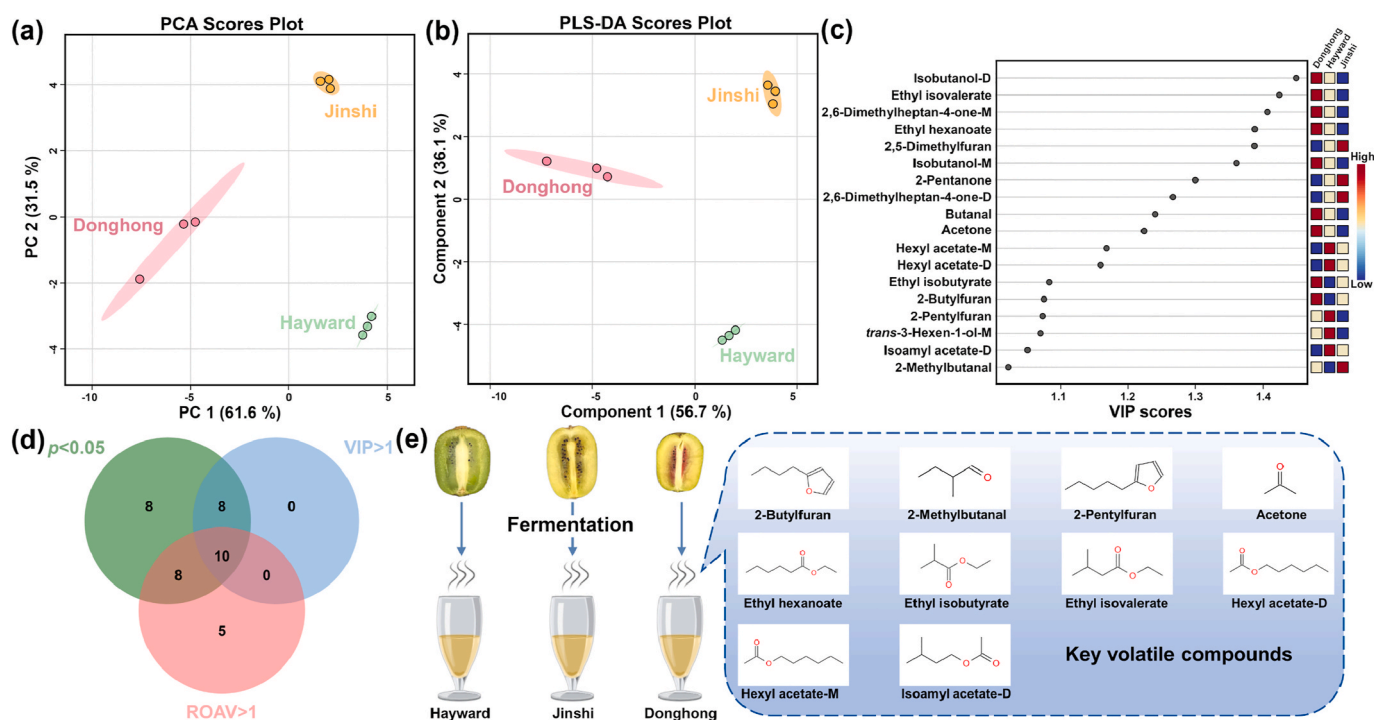 (a)
PCA Scores Plot
PC 2 (31.5 %)
4
2
0
-2
-4
-10
-5
0
5
PC 1 (61.6 %)
Jinshi
Donghong
Hayward
(b)
PLS-DA Scores Plot
Component 2 (36.1 %)
4
2
0
-2
-4
-10
-5
0
5
Component 1 (56.7 %)
Jinshi
Donghong
Hayward
(c)
Donghong
Hayward
Jinshi
Isobutanol-D
Ethyl isovalerate
2,6-Dimethylheptan-4-one-M
Ethyl hexanoate
2,5-Dimethylfuran
Isobutanol-M
2-Pentanone
2,6-Dimethylheptan-4-one-D
Butanal
Acetone
Hexyl acetate-M
Hexyl acetate-D
Ethyl isobutyrate
2-Butylfuran
2-Pentylfuran
trans-3-Hexen-1-ol-M
Isoamyl acetate-D
2-Methylbutanal
1.1
1.2
1.3
1.4
VIP scores
High
Low
(d)
p<0.05
VIP>1
8
8
0
10
8
0
5
ROAV>1
(e)
Fermentation
Hayward
Jinshi
Donghong
O
2-Butylfuran
O
2-Methylbutanal
O
2-Pentylfuran
O
Acetone
O
O
Ethyl hexanoate
O
O
Ethyl isobutyrate
O
O
Ethyl isovalerate
O
O
Hexyl acetate-D
O
O
Hexyl acetate-M
O
O
Isoamyl acetate-D
Key volatile compounds